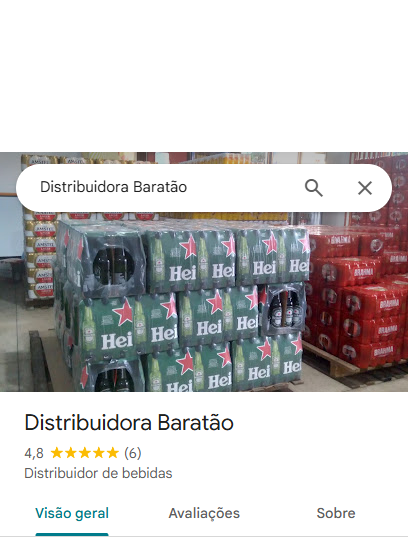 Distribuidora Baratão
AMSTEL
Hei Hei Hei Hei
Hei Hei Hei
Hei Hei Hei
BRAHMA
BRAHMA
BRAHMA
Distribuidora Baratão
4,8 (6)
Distribuidor de bebidas
Visão geral Avaliações Sobre